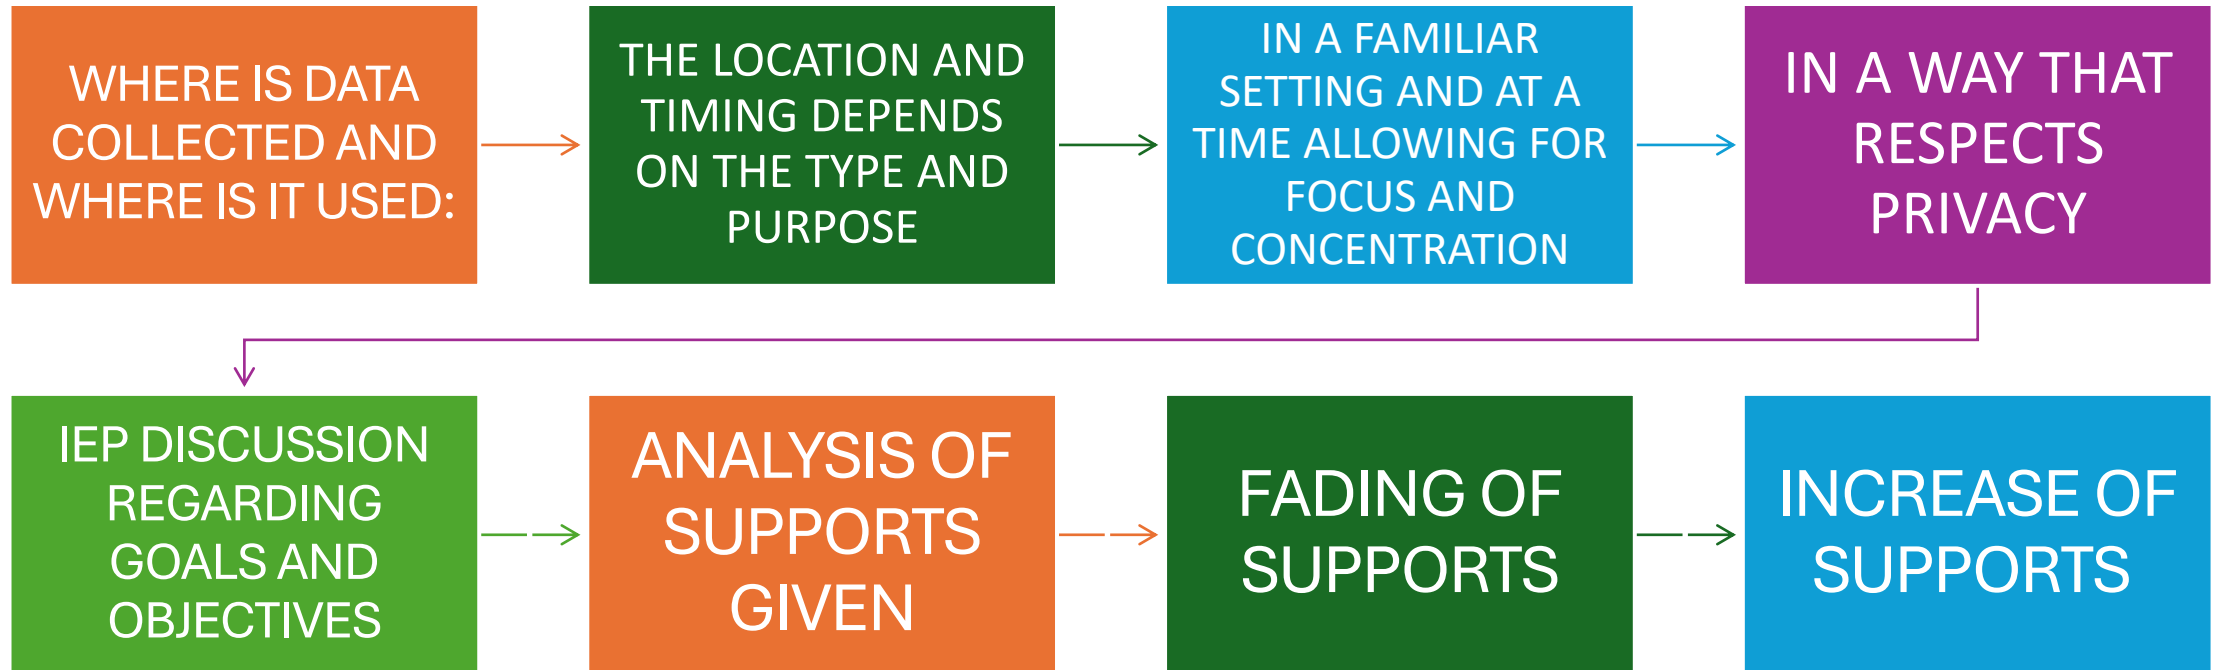 WHERE IS DATA
COLLECTED AND
WHERE IS IT USED:
THE LOCATION AND
TIMING DEPENDS
ON THE TYPE AND
PURPOSE
IN A FAMILIAR
SETTING AND AT A
TIME ALLOWING FOR
FOCUS AND
CONCENTRATION
IN A WAY THAT
RESPECTS
PRIVACY
IEP DISCUSSION
REGARDING
GOALS AND
OBJECTIVES
ANALYSIS OF
SUPPORTS
GIVEN
FADING OF
SUPPORTS
INCREASE OF
SUPPORTS